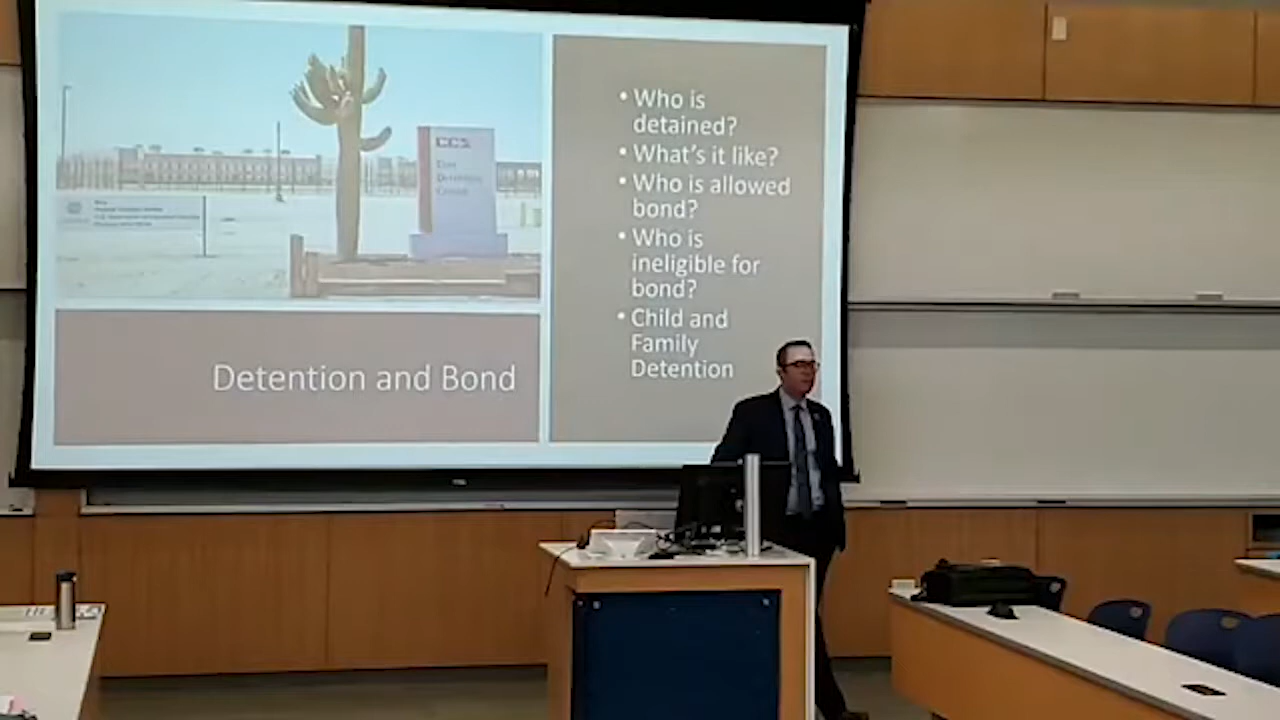 Detention and Bond
• Who is
detained?
• What's it like?
• Who is allowed
bond?
• Who is
ineligible for
bond?
• Child and
Family
Detention